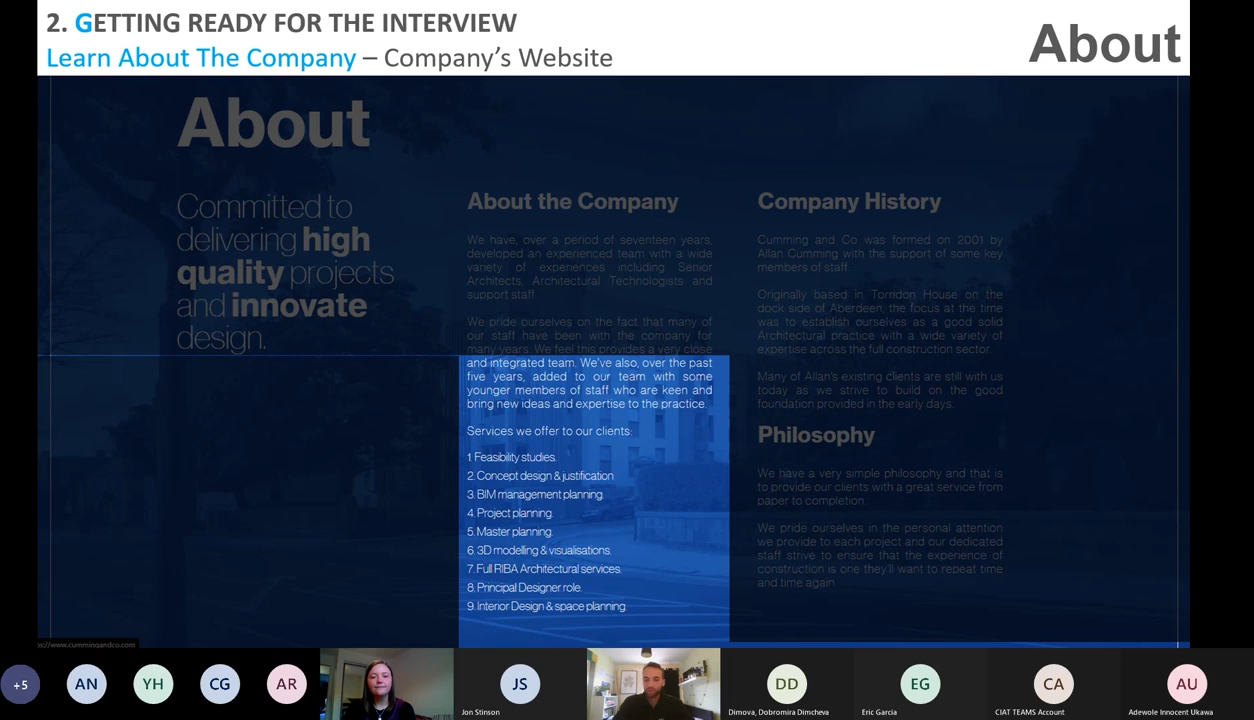 2. GETTING READY FOR THE INTERVIEW
Learn About The Company – Company's Website
About
About
Committed to
delivering high
quality projects
and innovate
design.
About the Company
We have, over a period of seventeen years,
developed an experienced team with a wide
variety of experiences including Senior
Architects, Architectural Technologists and
support staff
We pride ourselves on the fact that many of
our staff have been with the company for
many years. We feel this provides a very close
and integrated team. We've also, over the past
five years, added to our team with some
younger members of staff who are keen and
bring new ideas and expertise to the practice.
Services we offer to our clients:
1 Feasibility studies.
2. Concept design & justification
3. BIM management planning.
4. Project planning.
5. Master planning.
6. 3D modelling & visualisations.
7. Full RIBA Architectural services.
8. Principal Designer role.
9. Interior Design & space planning.
Company History
Cumming and Co was formed on 2001 by
Allan Cumming with the support of some key
members of staff.
Originally based in Torridon House on the
dock side of Aberdeen, the focus at the time
was to establish ourselves as a good solid
Architectural practice with a wide variety of
expertise across the full construction sector.
Many of Allan's existing clients are still with us
today as we strive to build on the good
foundation provided in the early days.
Philosophy
We have a very simple philosophy and that is
to provide our clients with a great service from
paper to completion.
We pride ourselves in the personal attention
we provide to each project and our dedicated
staff strive to ensure that the experience of
construction is one they'll want to repeat time
and time again
s://www.cummingandco.com
+5
AN
YH
CG
AR
JS
Jon Stinson
DD
Dimova, Dobromira Dimcheva
EG
Eric Garcia
CA
CIAT TEAMS Account
AU
Adewole Innocent Ukawa